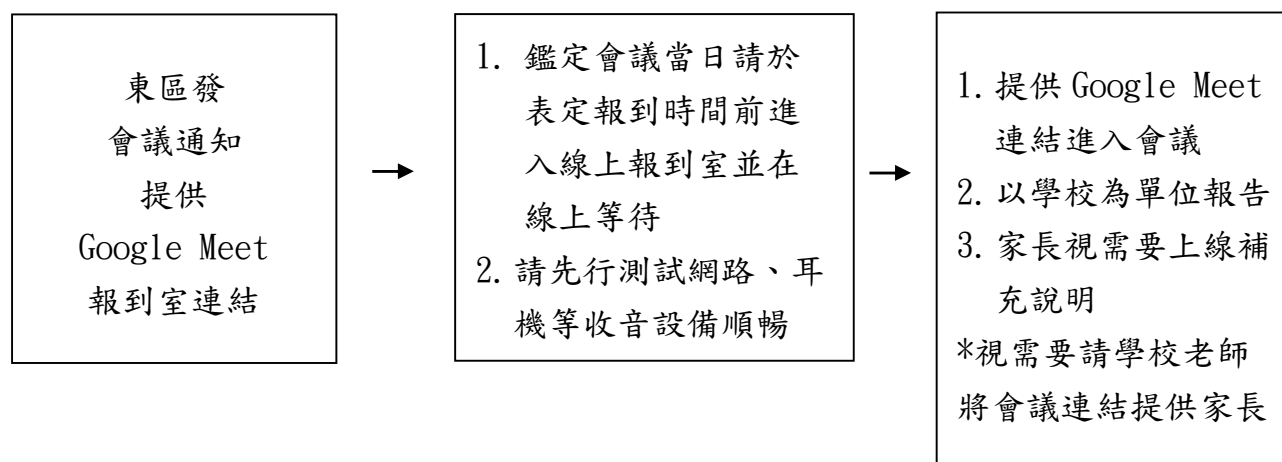 東區發
會議通知
提供
Google Meet
報到室連結
1. 鑑定會議當日請於
表定報到時間前進
入線上報到室並在
線上等待
2. 請先行測試網路、耳
機等收音設備順暢
1. 提供 Google Meet
連結進入會議
2. 以學校為單位報告
3. 家長視需要上線補
充說明
*視需要請學校老師
將會議連結提供家長